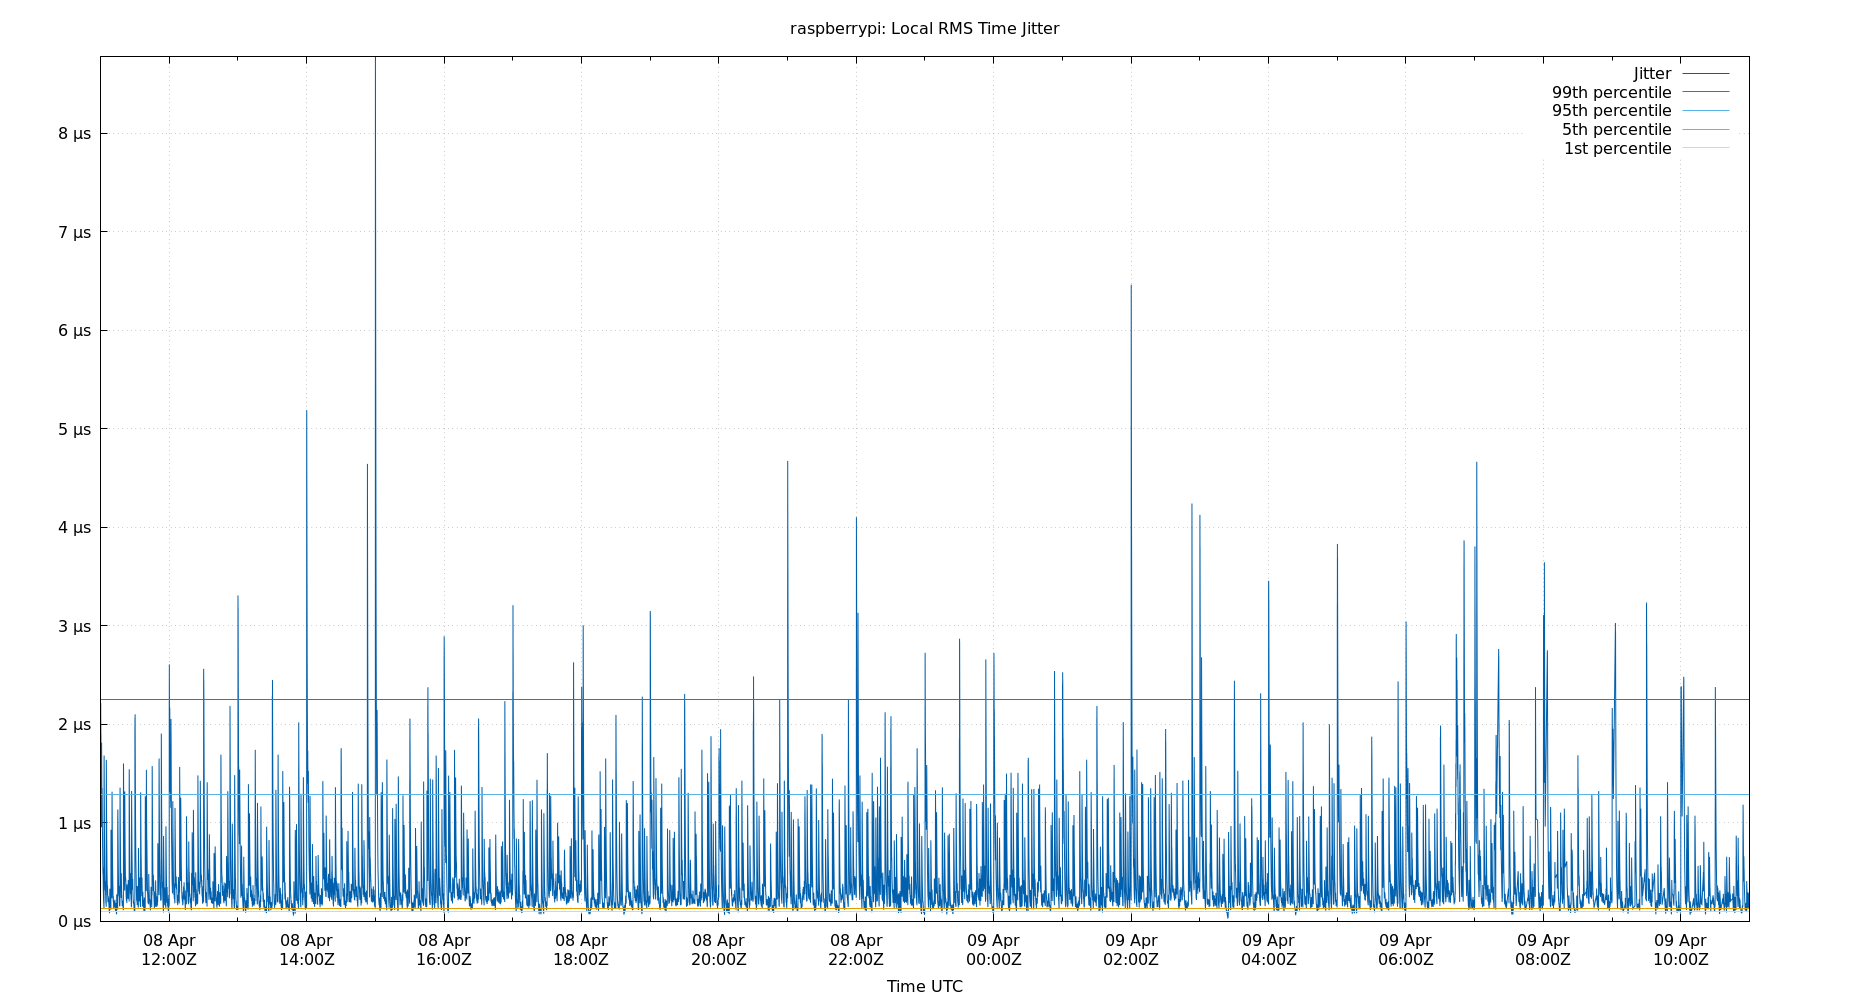 raspberrypi: Local RMS Time Jitter
Jitter
99th percentile
95th percentile
5th percentile
1st percentile
8 µs
7 µs
6 µs
5 µs
4 µs
3 µs
2 µs
1 µs
0 µs
08 Apr 08 Apr 08 Apr 08 Apr 08 Apr 08 Apr 09 Apr 09 Apr 09 Apr 09 Apr 09 Apr 09 Apr
12:00Z 14:00Z 16:00Z 18:00Z 20:00Z 22:00Z 00:00Z 02:00Z 04:00Z 06:00Z 08:00Z 10:00Z
Time UTC